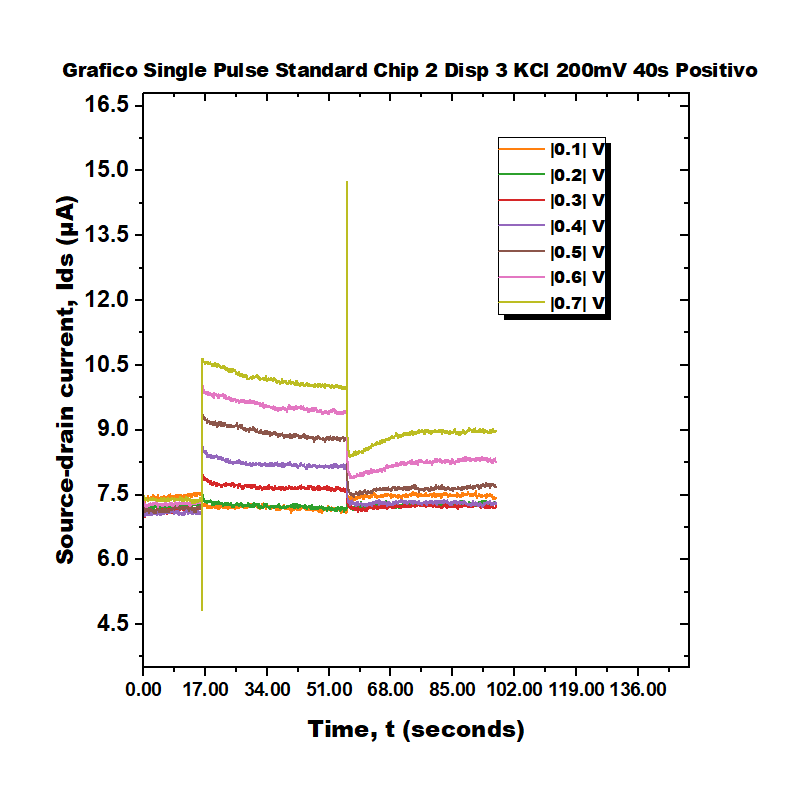 Grafico Single Pulse Standard Chip 2 Disp 3 KCl 200mV 40s Positivo
16.5
15.0
13.5
12.0
10.5
9.0
7.5
6.0
4.5
Source-drain current, Ids (µA)
|0.1| V
|0.2| V
|0.3| V
|0.4| V
|0.5| V
|0.6| V
|0.7| V
0.00 17.00 34.00 51.00 68.00 85.00 102.00 119.00 136.00
Time, t (seconds)